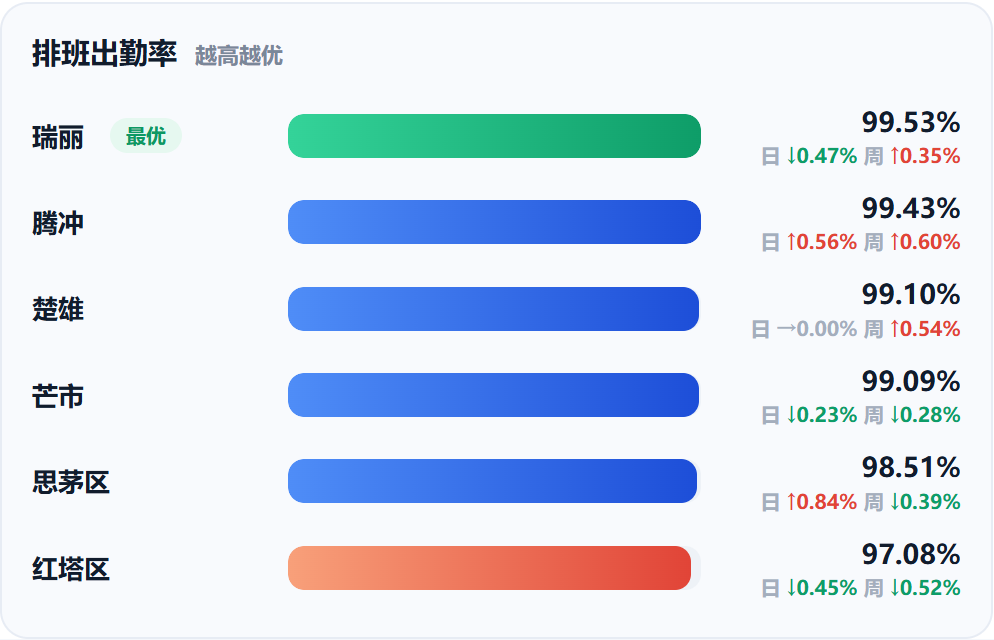 排班出勤率 越高越优
瑞丽 最优 99.53%
日 ↓0.47% 周 ↑0.35%
腾冲 99.43%
日 ↑0.56% 周 ↑0.60%
楚雄 99.10%
日 →0.00% 周 ↑0.54%
芒市 99.09%
日 ↓0.23% 周 ↓0.28%
思茅区 98.51%
日 ↑0.84% 周 ↓0.39%
红塔区 97.08%
日 ↓0.45% 周 ↓0.52%